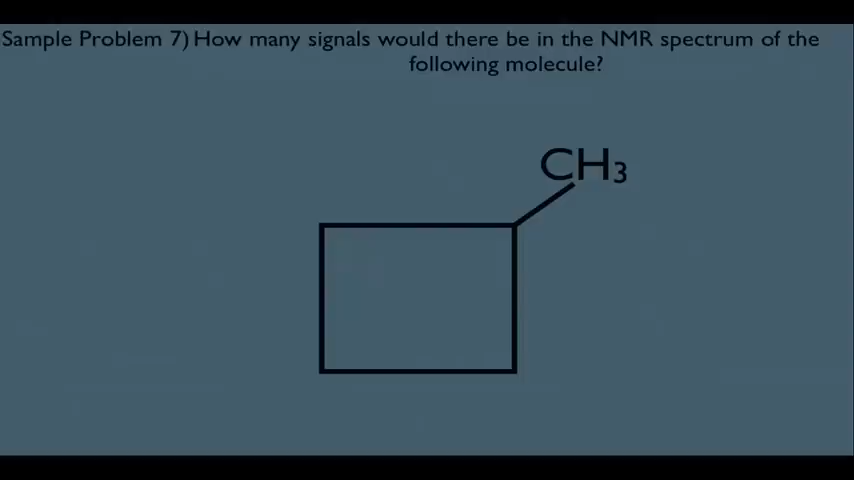 Sample Problem 7) How many signals would there be in the NMR spectrum of the
following molecule?
CH₃